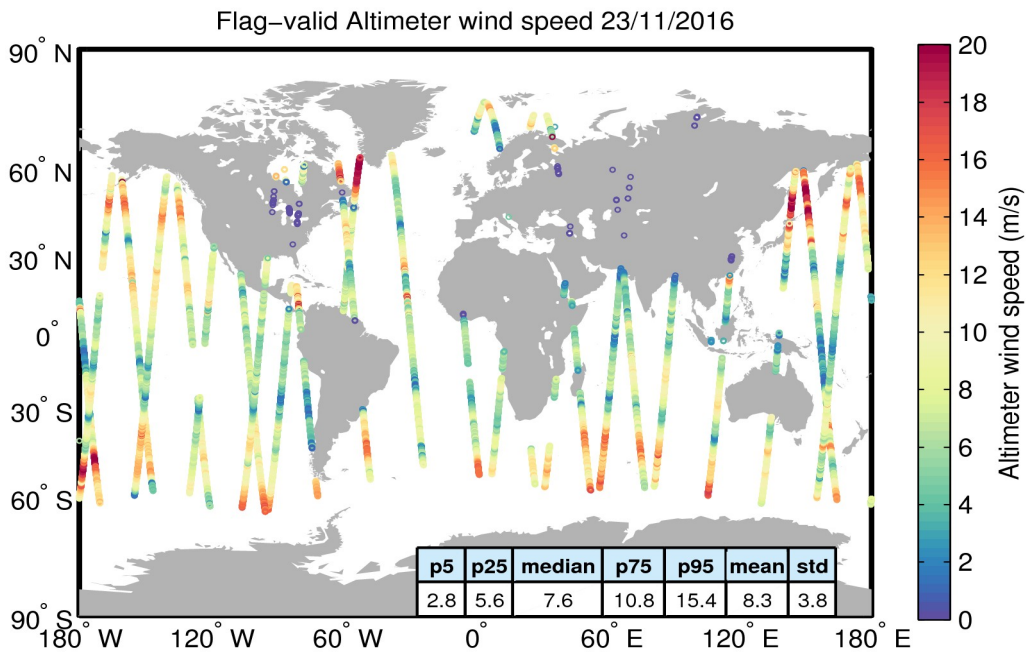 Flag−valid Altimeter wind speed 23/11/2016
90° N
60° N
30° N
0°
30° S
60° S
90° S
180° W
120° W
60° W
0°
60° E
120° E
180° E
20
18
16
14
12
10
8
6
4
2
0
Altimeter wind speed (m/s)
p5 p25 median p75 p95 mean std
2.8 5.6 7.6 10.8 15.4 8.3 3.8